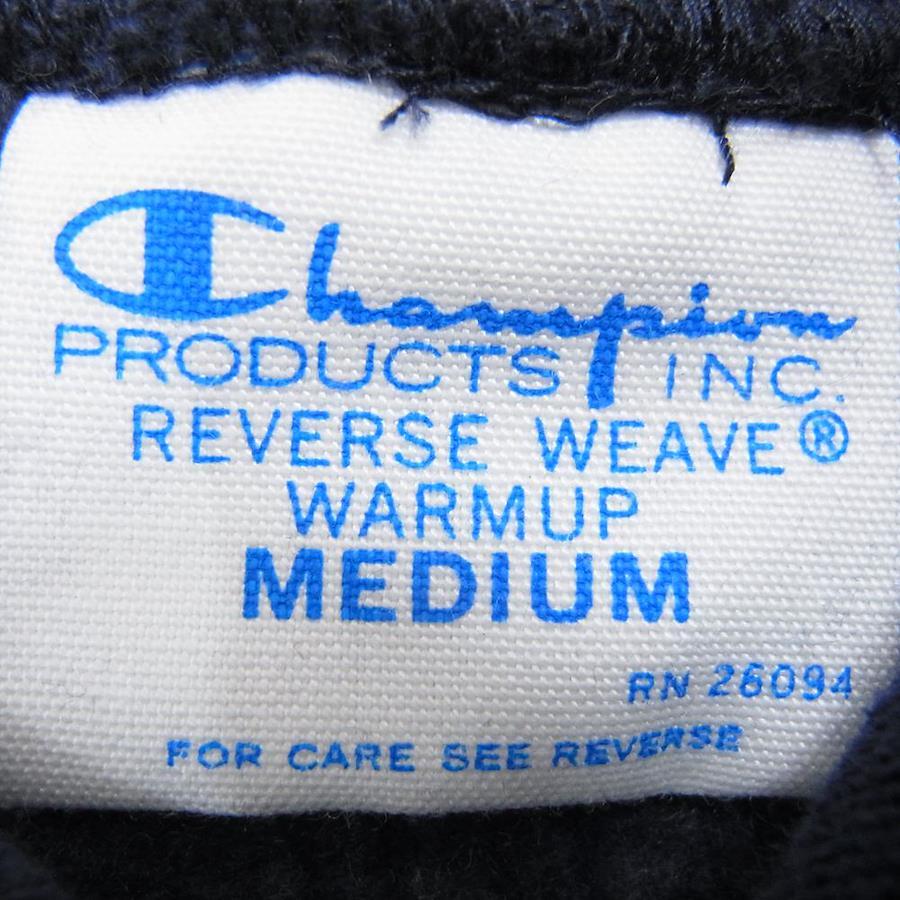 Champion
PRODUCTS INC.
REVERSE WEAVE®
WARMUP
MEDIUM
RN 26094
FOR CARE SEE REVERSE